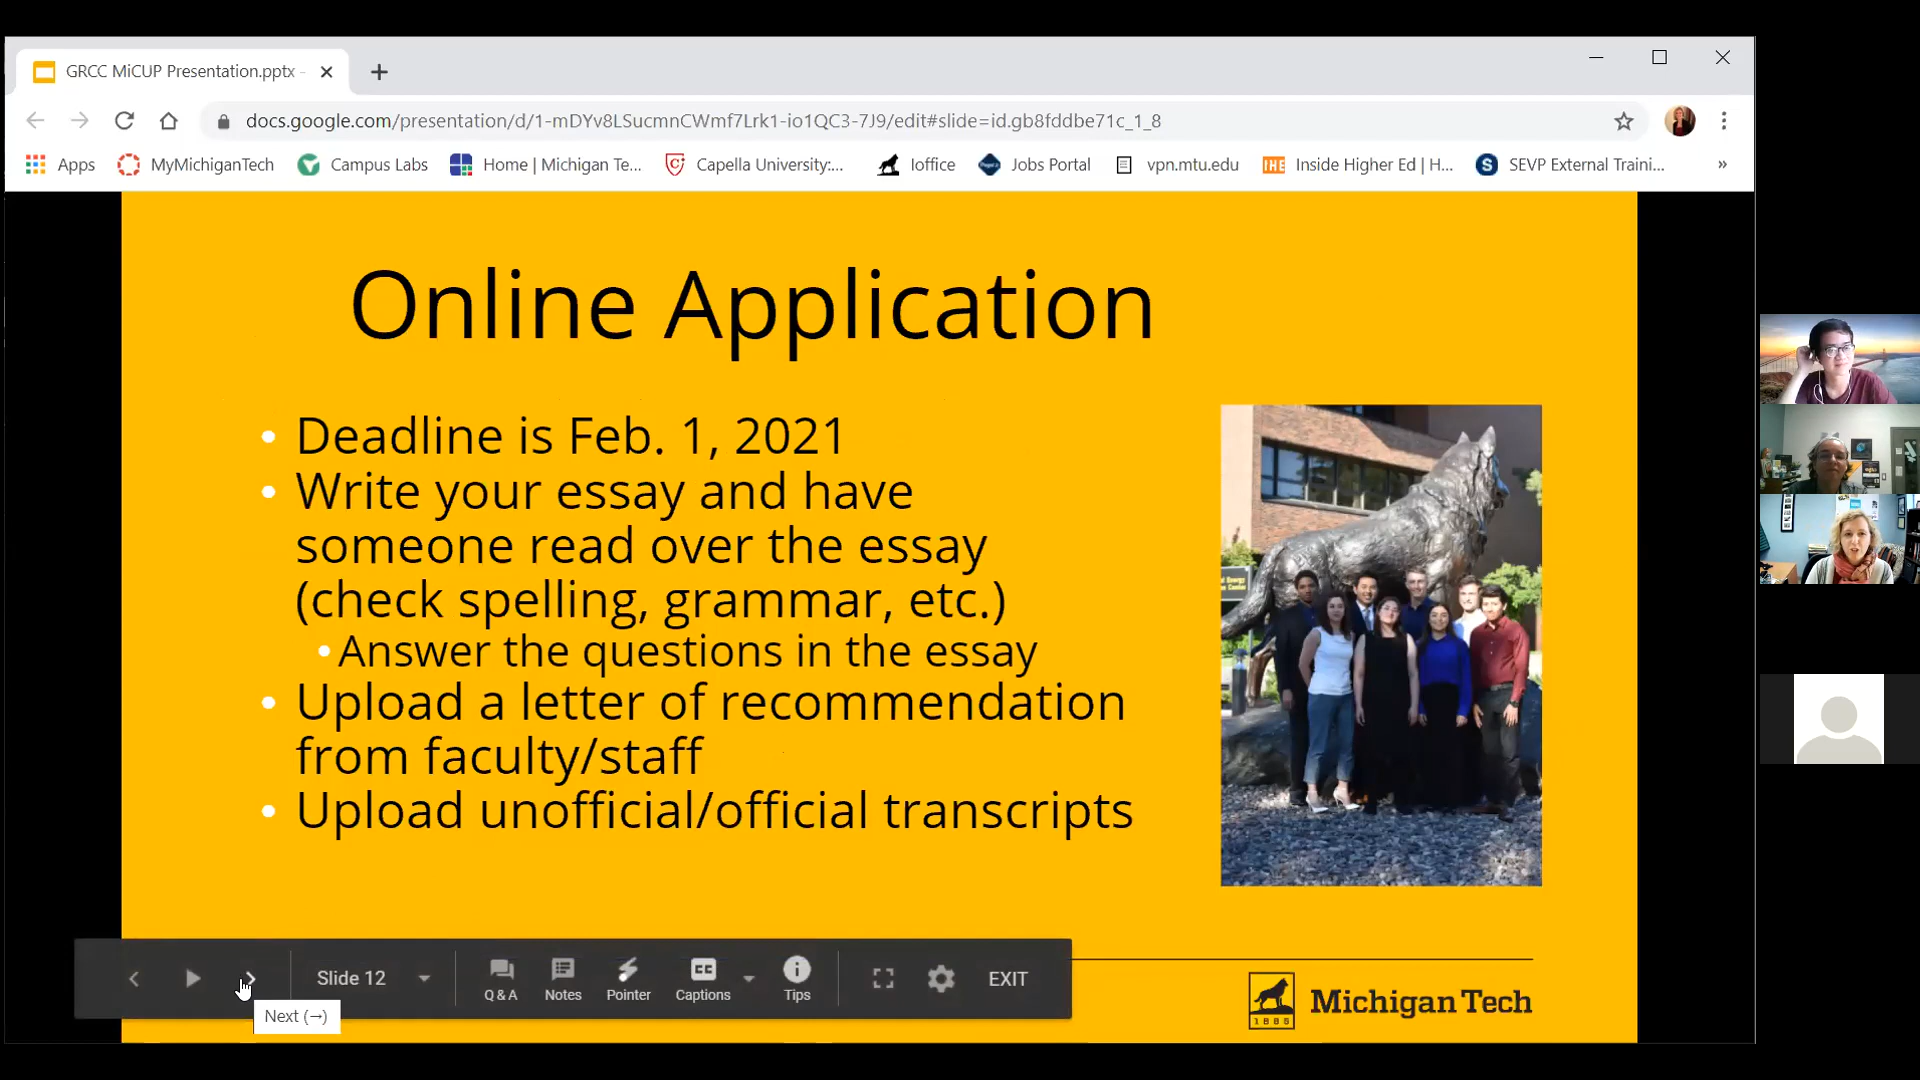 GRCC MiCUP Presentation.pptx -
docs.google.com/presentation/d/1-mDYv8LSucmnCWmf7Lrk1-io1QC3-7J9/edit#slide=id.gb8fddbe71c_1_8
Apps MyMichiganTech Campus Labs Home | Michigan Te... Capella University:... Ioffice Jobs Portal vpn.mtu.edu IHE Inside Higher Ed | H... S SEVP External Traini... »
Online Application
• Deadline is Feb. 1, 2021
• Write your essay and have
someone read over the essay
(check spelling, grammar, etc.)
• Answer the questions in the essay
• Upload a letter of recommendation
from faculty/staff
• Upload unofficial/official transcripts
Slide 12 Q & A Notes Pointer CC Captions Tips EXIT
Next (→)
1885 Michigan Tech